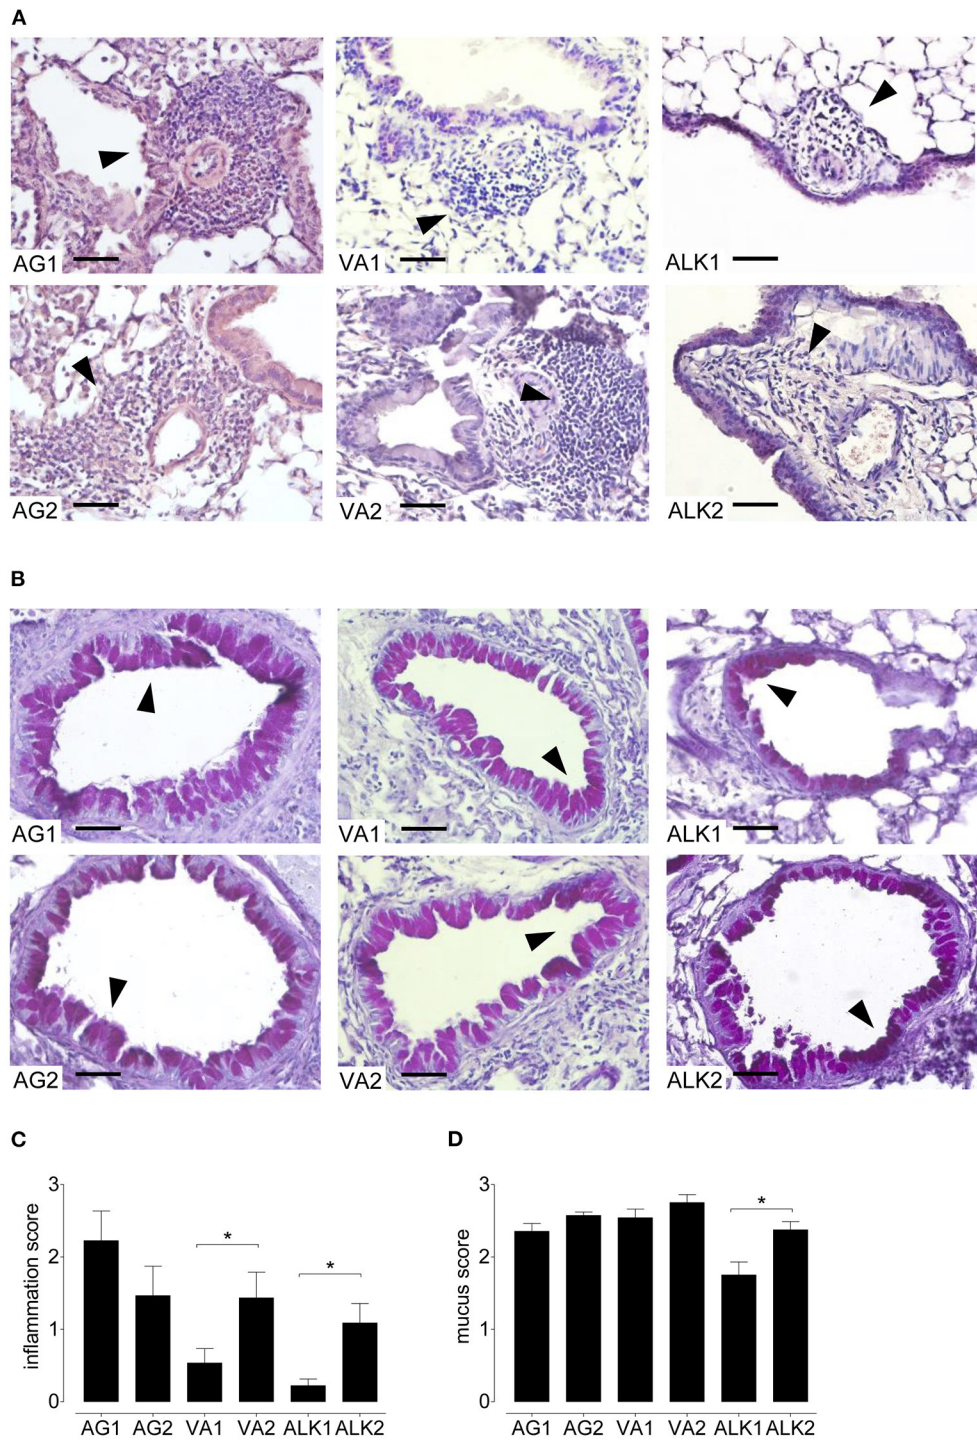 A
AG1
VA1
ALK1
AG2
VA2
ALK2
B
AG1
VA1
ALK1
AG2
VA2
ALK2
C
D
inflammation score
3
2
1
0
*
*
AG1 AG2 VA1 VA2 ALK1 ALK2
mucus score
3
2
1
0
*
AG1 AG2 VA1 VA2 ALK1 ALK2